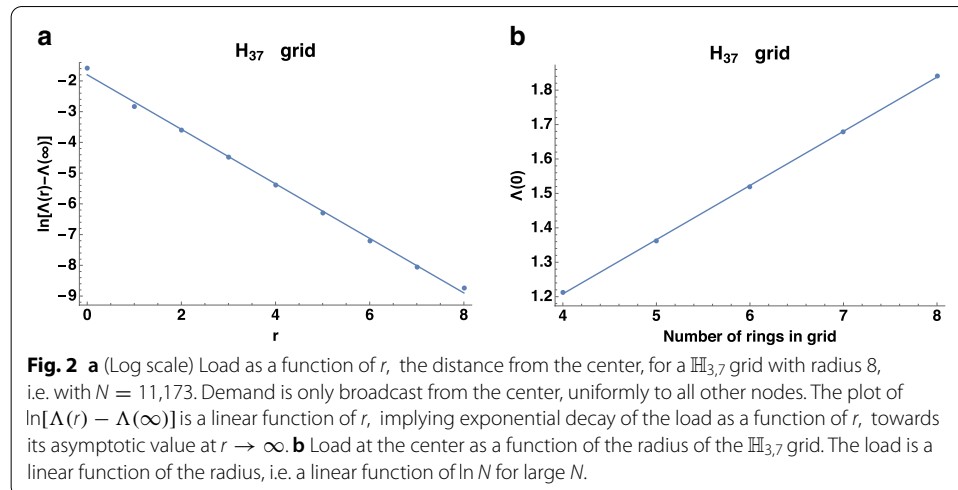 a
H37 grid
ln[Λ(r)−Λ(∞)]
−2
−3
−4
−5
−6
−7
−8
−9
0 2 4 6 8
r
b
H37 grid
Λ(0)
1.8
1.7
1.6
1.5
1.4
1.3
1.2
4 5 6 7 8
Number of rings in grid
Fig. 2 a (Log scale) Load as a function of r, the distance from the center, for a ℍ3,7 grid with radius 8,
i.e. with N = 11,173. Demand is only broadcast from the center, uniformly to all other nodes. The plot of
ln[Λ(r) − Λ(∞)] is a linear function of r, implying exponential decay of the load as a function of r, towards
its asymptotic value at r → ∞. b Load at the center as a function of the radius of the ℍ3,7 grid. The load is a
linear function of the radius, i.e. a linear function of ln N for large N.